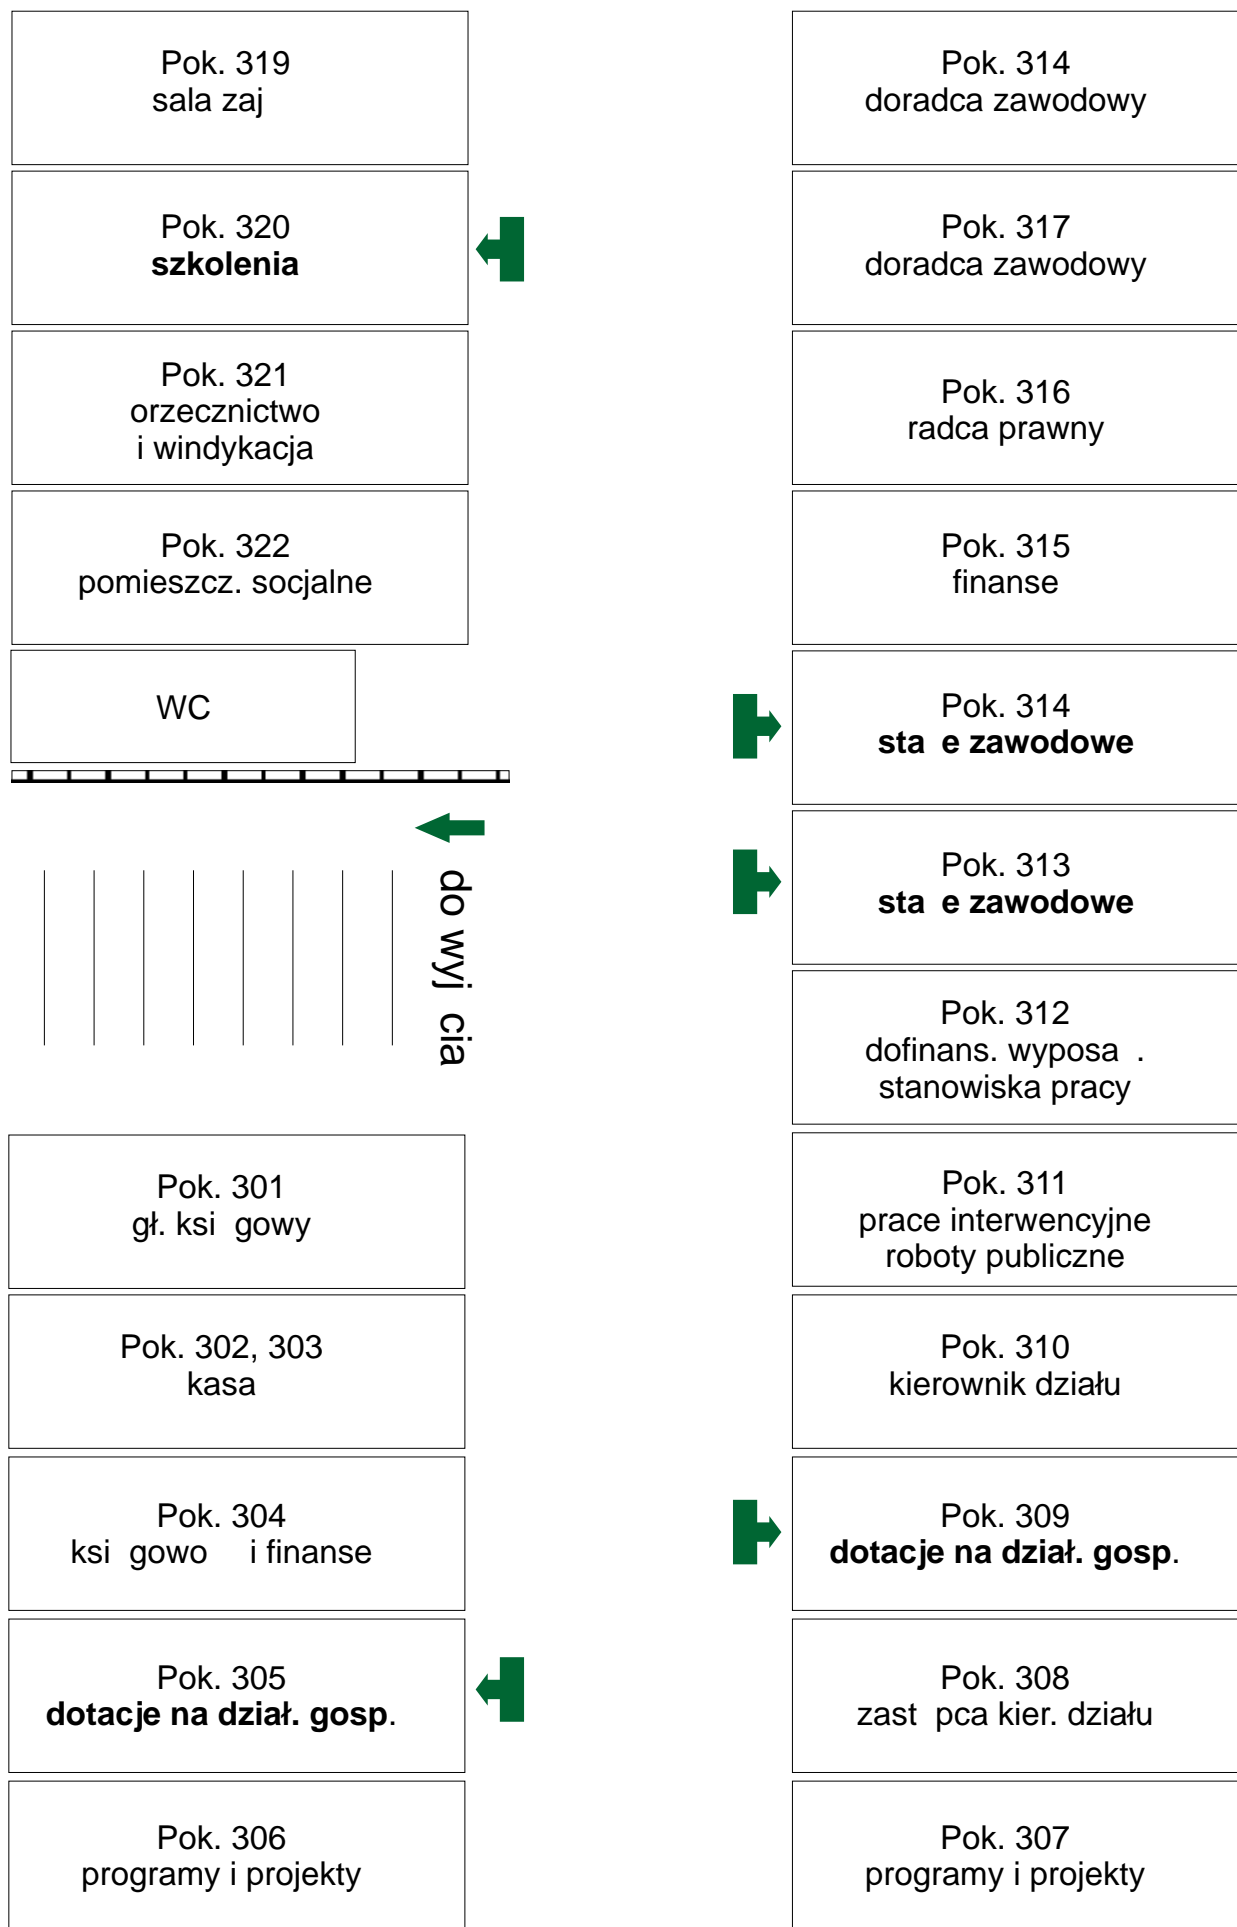 Pok. 319
sala zaj
Pok. 320
szkolenia
Pok. 321
orzecznictwo
i windykacja
Pok. 322
pomieszcz. socjalne
WC
do wyj cia
Pok. 301
gł. ksi gowy
Pok. 302, 303
kasa
Pok. 304
ksi gowo i finanse
Pok. 305
dotacje na dział. gosp.
Pok. 306
programy i projekty
Pok. 314
doradca zawodowy
Pok. 317
doradca zawodowy
Pok. 316
radca prawny
Pok. 315
finanse
Pok. 314
sta e zawodowe
Pok. 313
sta e zawodowe
Pok. 312
dofinans. wyposa .
stanowiska pracy
Pok. 311
prace interwencyjne
roboty publiczne
Pok. 310
kierownik działu
Pok. 309
dotacje na dział. gosp.
Pok. 308
zast pca kier. działu
Pok. 307
programy i projekty